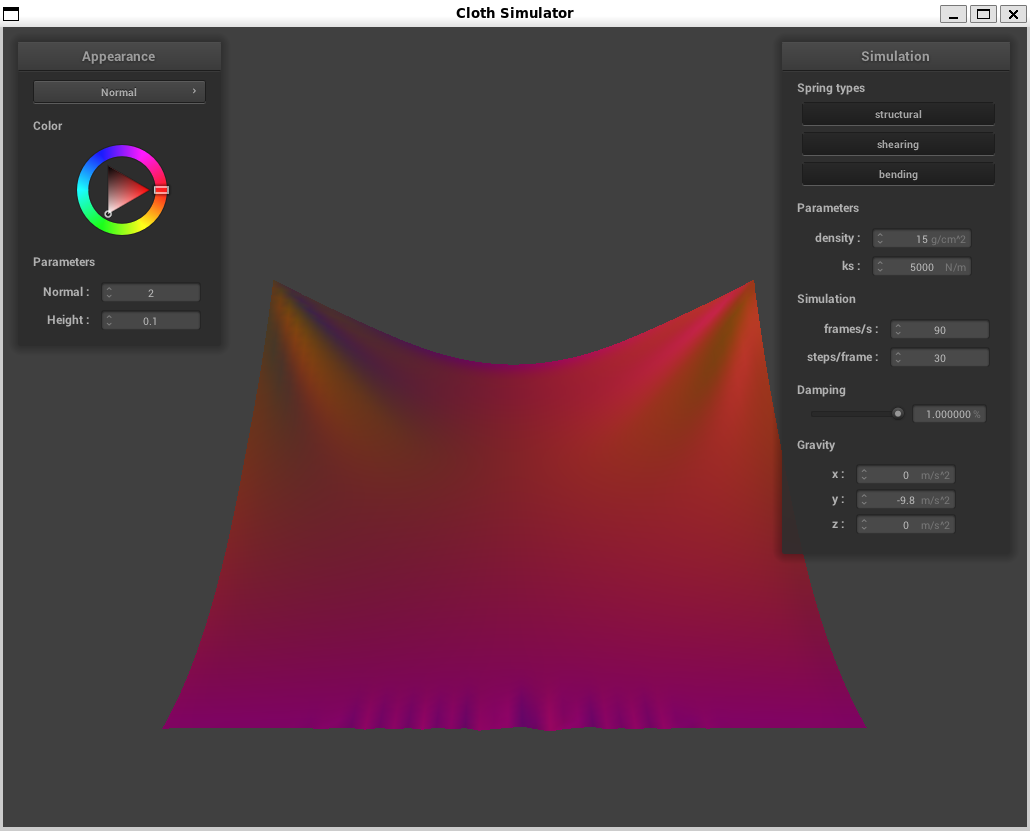 Cloth Simulator
Appearance
Normal
Color
Parameters
Normal : 2
Height : 0.1
Simulation
Spring types
structural
shearing
bending
Parameters
density : 15 g/cm^2
ks : 5000 N/m
Simulation
frames/s : 90
steps/frame : 30
Damping
1.000000 %
Gravity
x : 0 m/s^2
y : -9.8 m/s^2
z : 0 m/s^2